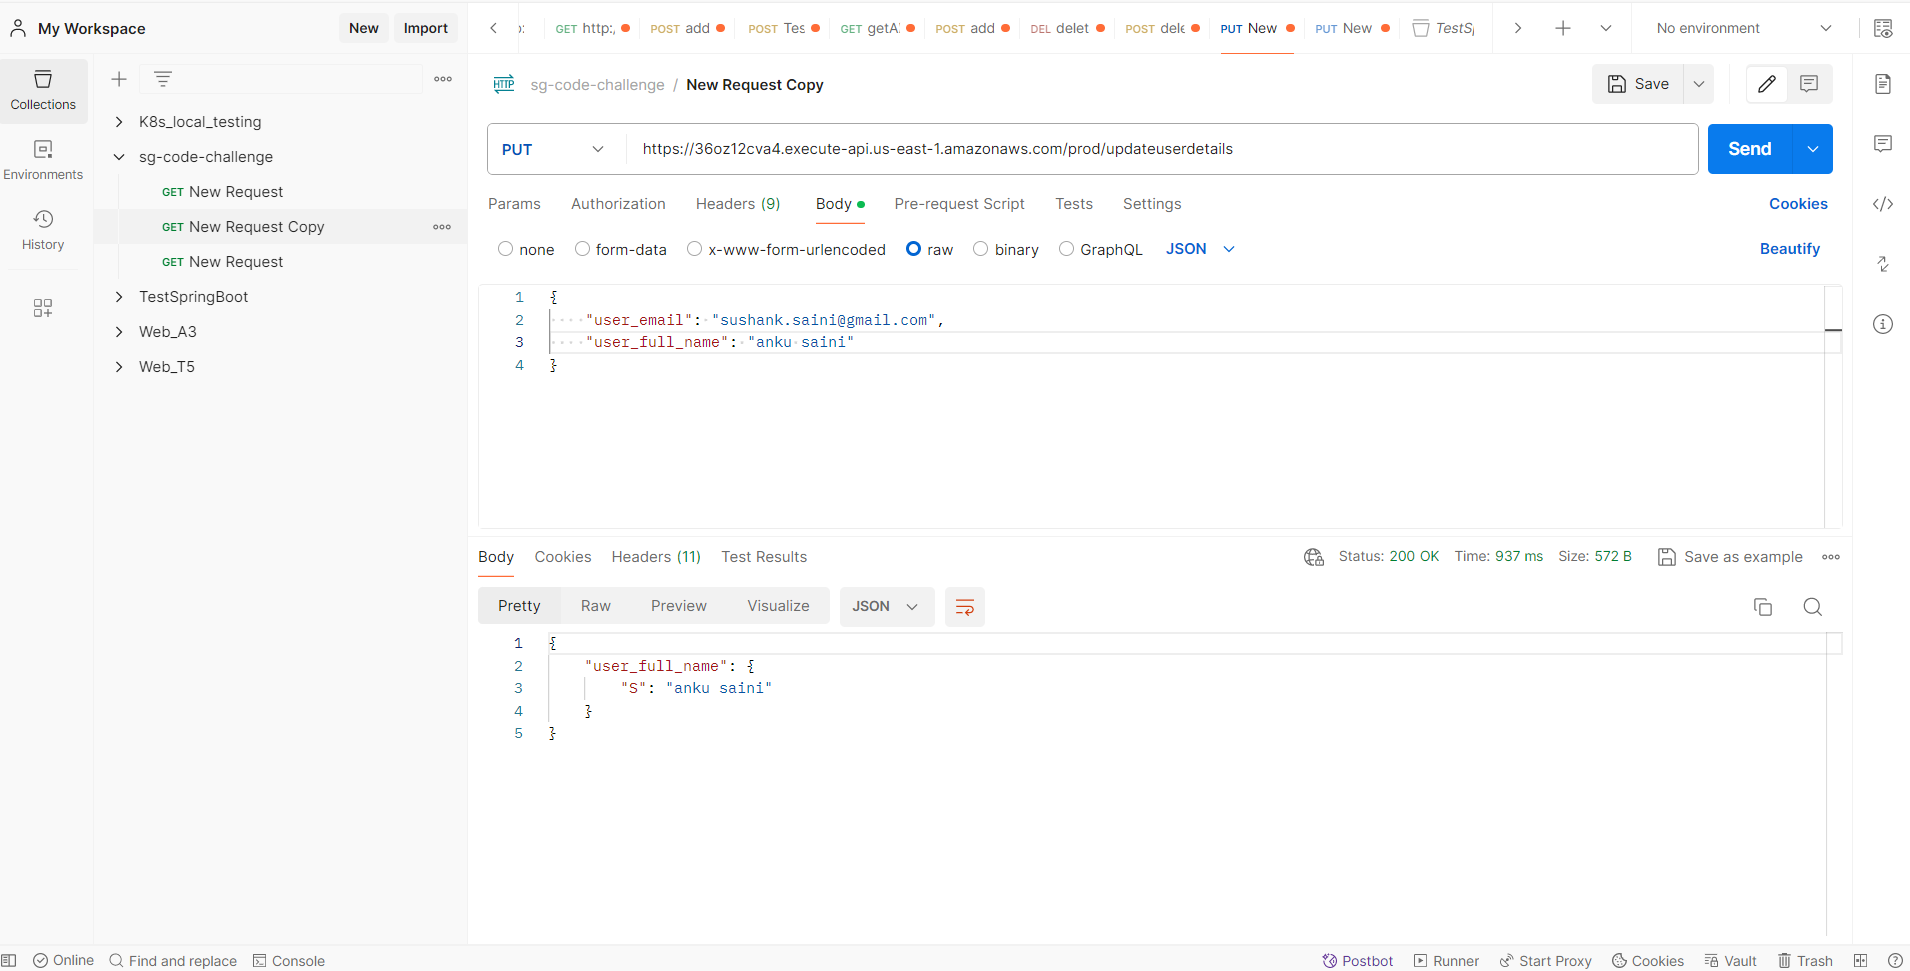 My Workspace
New
Import
GET http:/
POST add
POST Tes
GET getA
POST add
DEL delet
POST dele
PUT New
PUT New
TestSp
No environment
Collections
Environments
History
K8s_local_testing
sg-code-challenge
GET New Request
GET New Request Copy
GET New Request
TestSpringBoot
Web_A3
Web_T5
HTTP
sg-code-challenge / New Request Copy
Save
PUT
https://36oz12cva4.execute-api.us-east-1.amazonaws.com/prod/updateuserdetails
Send
Params
Authorization
Headers (9)
Body
Pre-request Script
Tests
Settings
Cookies
none
form-data
x-www-form-urlencoded
raw
binary
GraphQL
JSON
Beautify
1 {
2 "user_email": "sushank.saini@gmail.com",
3 "user_full_name": "anku saini"
4 }
Body
Cookies
Headers (11)
Test Results
Status: 200 OK
Time: 937 ms
Size: 572 B
Save as example
Pretty
Raw
Preview
Visualize
JSON
1 {
2 "user_full_name": {
3 "S": "anku saini"
4 }
5 }
Online
Find and replace
Console
Postbot
Runner
Start Proxy
Cookies
Vault
Trash